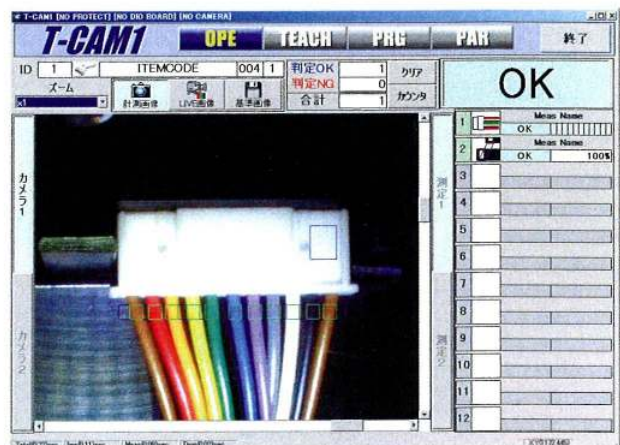 T-CAM1 [NO PROTECT] [NO DIO BOARD] [NO CAMERA]
T-CAM1 OPE TEACH PRG PAR 終了
ID 1 ITEMCODE 004 1 判定OK 1 クリア
ズーム 判定NG 0
x1 計測画像 LIVE画像 基準画像 合計 1 カウンタ
OK
カメラ1
カメラ2
測定1
測定2
1 Meas Name
OK
2 Meas Name
OK 100%
3
4
5
6
7
8
9
10
11
12